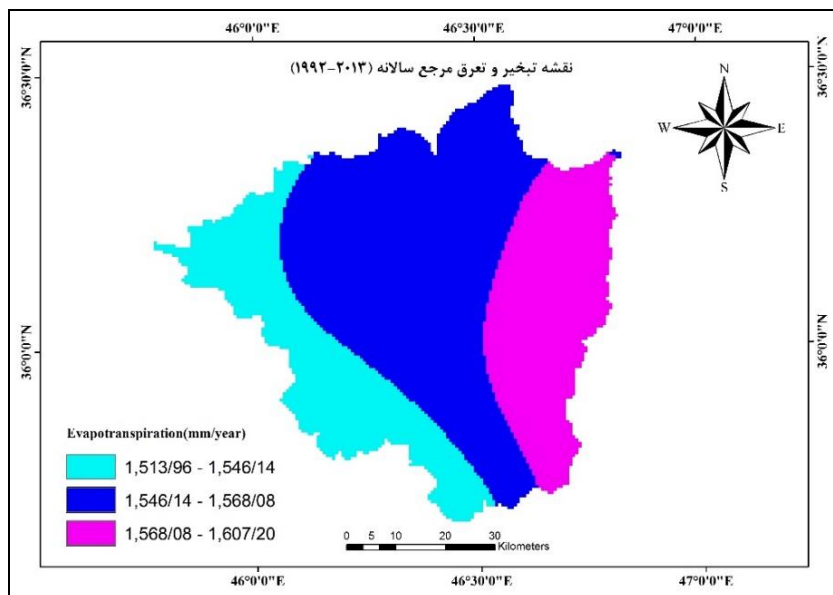 46°0'0"E 46°30'0"E 47°0'0"E
نقشه تبخیر و تعرق مرجع سالانه (۱۹۹۲-۲۰۱۳)
36°30'0"N 36°30'0"N
N
W E
S
36°0'0"N 36°0'0"N
Evapotranspiration(mm/year)
1,513/96 - 1,546/14
1,546/14 - 1,568/08
1,568/08 - 1,607/20
0 5 10 20 30
Kilometers
46°0'0"E 46°30'0"E 47°0'0"E